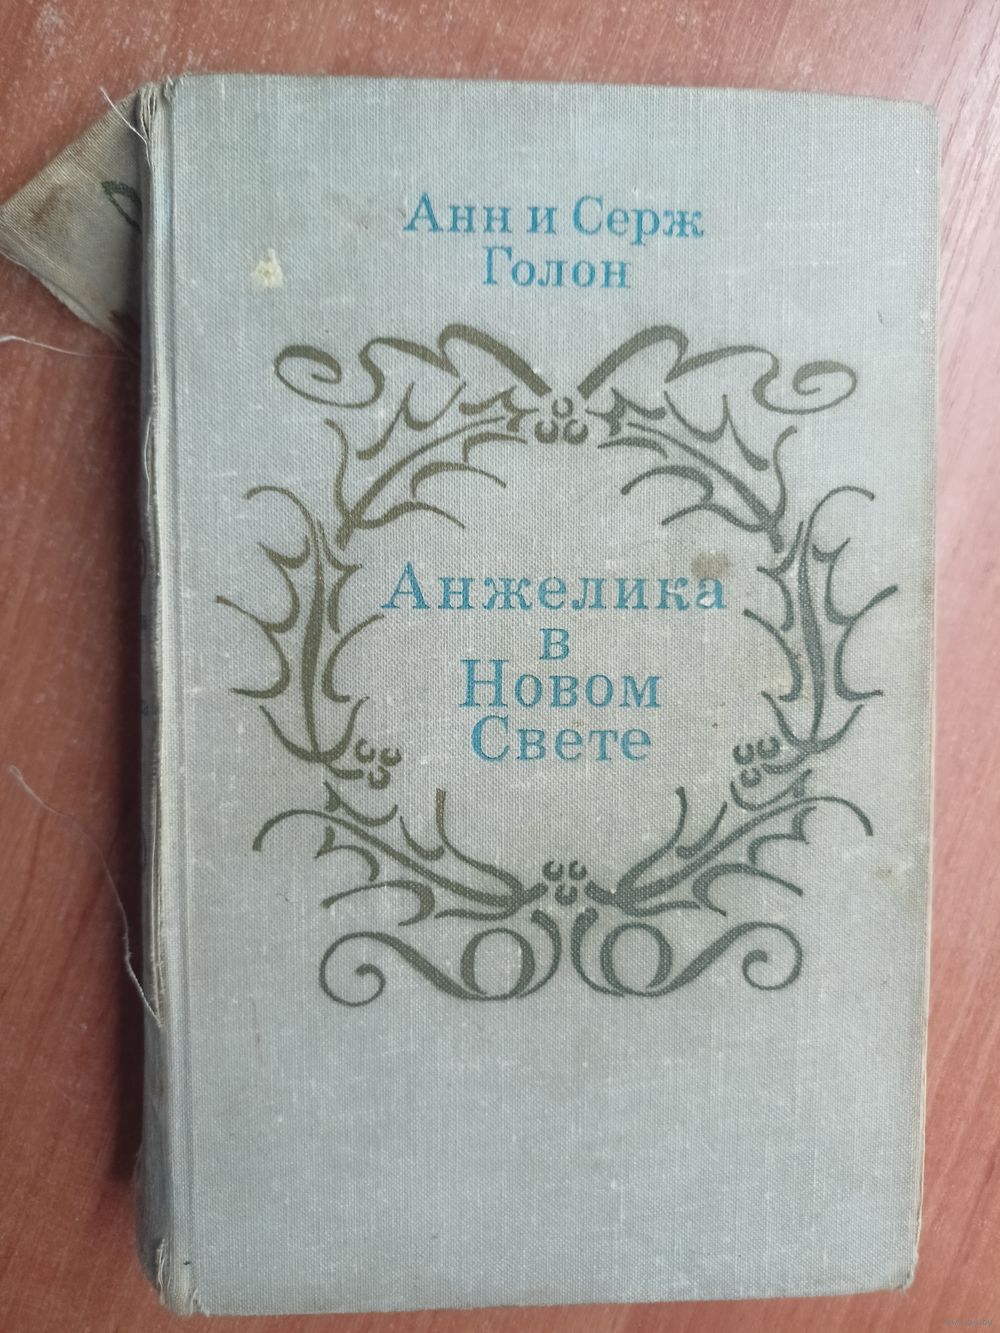 Анн и Серж
Голон
Анжелика
в
Новом
Свете